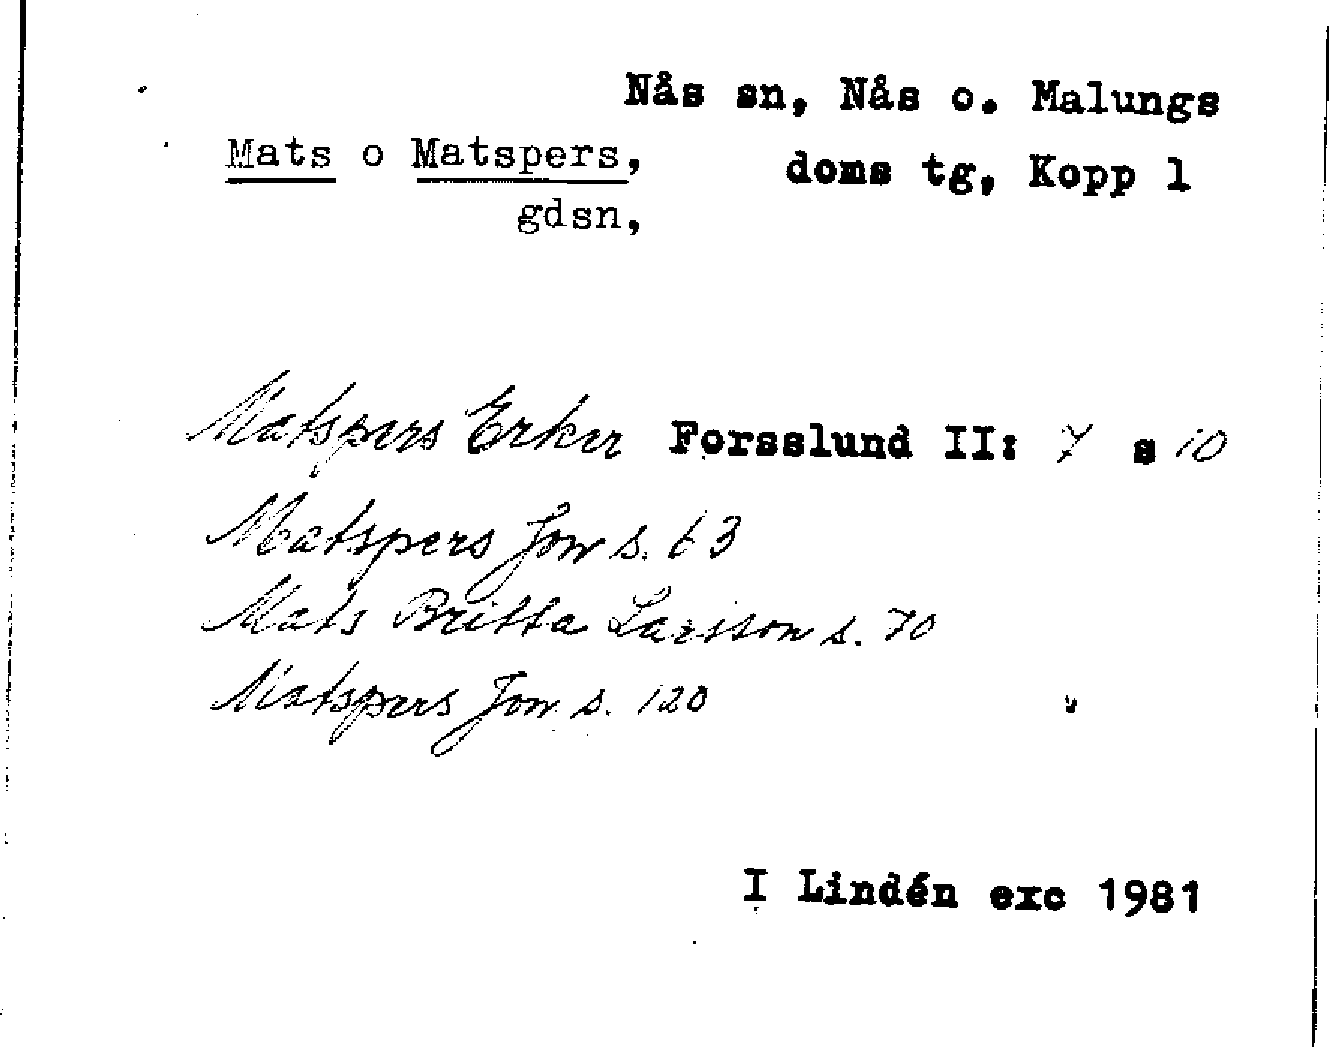 Nås sn, Nås o. Malungs
Mats o Matspers, doms tg, Kopp l
gdsn,
Matspers Erker Forsslund II: 7 s 10
Matspers Jon s. 63
Mats Britta Larsson s. 70
Matspers Jon s. 120 "
I Lindén exc 1981